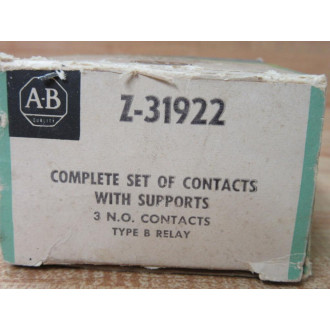 A-B
QUALITY
Z-31922
COMPLETE SET OF CONTACTS
WITH SUPPORTS
3 N.O. CONTACTS
TYPE B RELAY